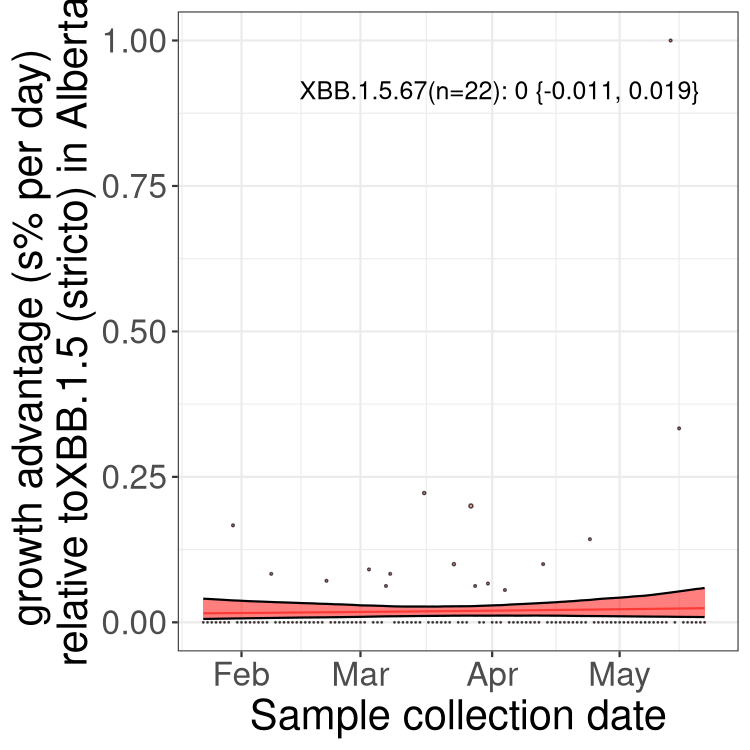 growth advantage (s% per day)
relative toXBB.1.5 (stricto) in Alberta
1.00
XBB.1.5.67(n=22): 0 {-0.011, 0.019}
0.75
0.50
0.25
0.00
Feb Mar Apr May
Sample collection date